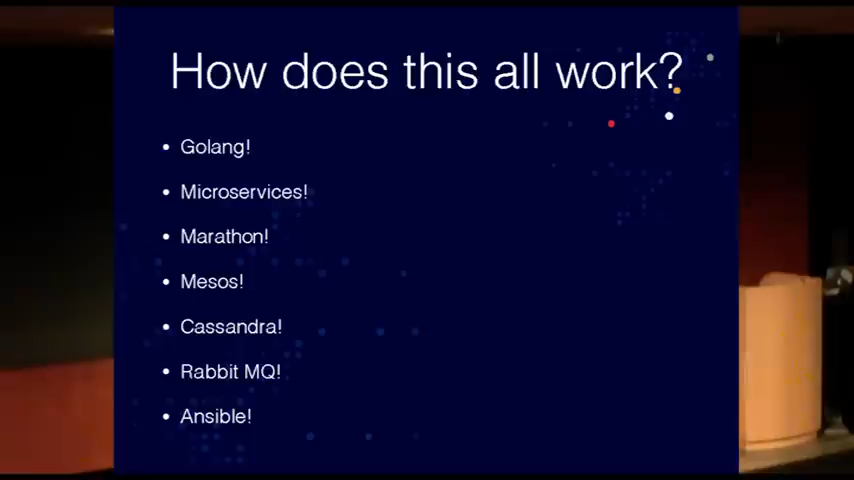 How does this all work?
• Golang!
• Microservices!
• Marathon!
• Mesos!
• Cassandra!
• Rabbit MQ!
• Ansible!